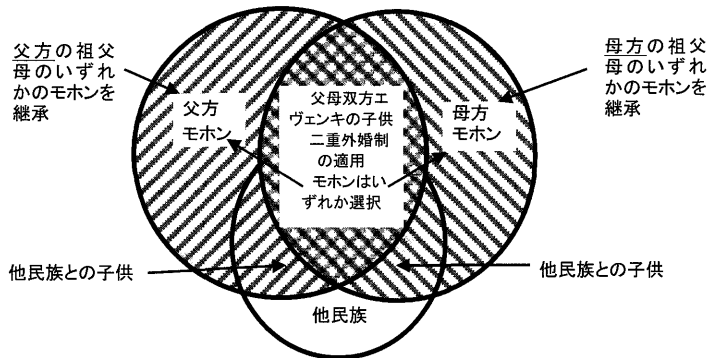 父方の祖父
母のいずれ
かのモホンを
継承
父方
モホン
父母双方エ
ヴェンキの子供
二重外婚制
の適用
モホンはい
ずれか選択
母方
モホン
母方の祖父
母のいずれ
かのモホンを
継承
他民族との子供
他民族
他民族との子供